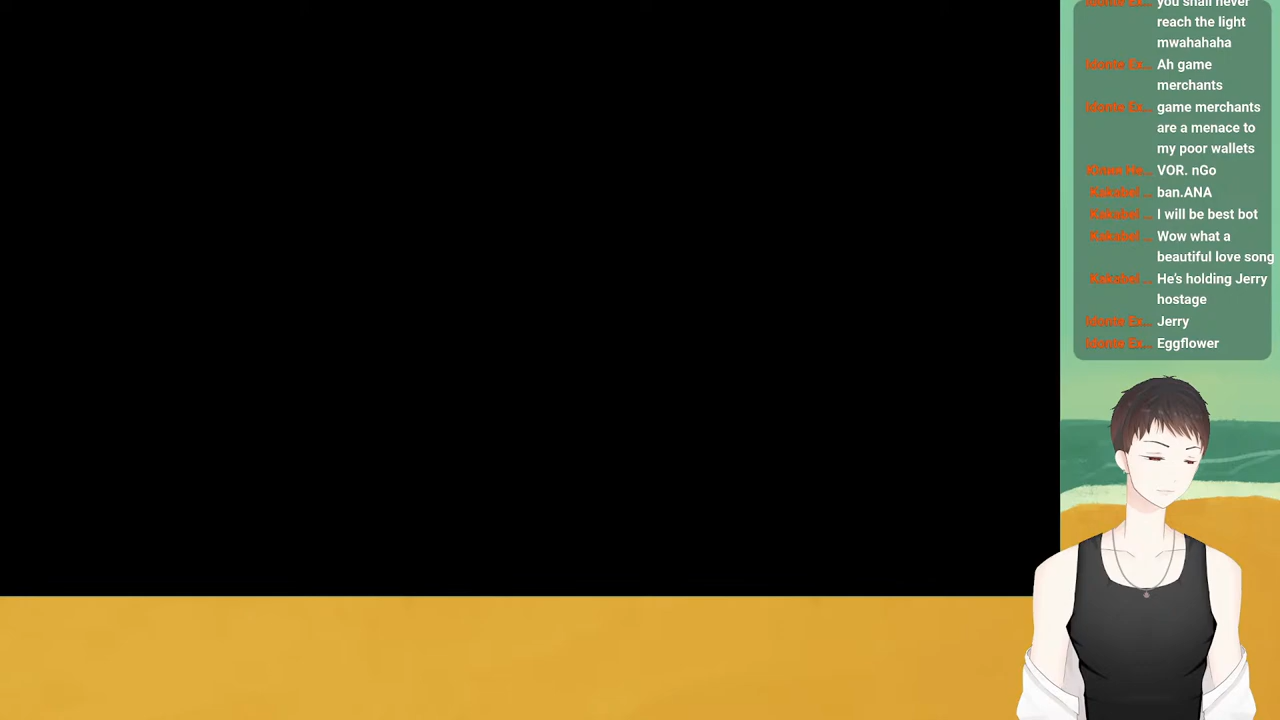 you shall never
reach the light
mwahahaha
Ah game
merchants
game merchants
are a menace to
my poor wallets
VOR. nGo
ban.ANA
I will be best bot
Wow what a
beautiful love song
He's holding Jerry
hostage
Jerry
Eggflower